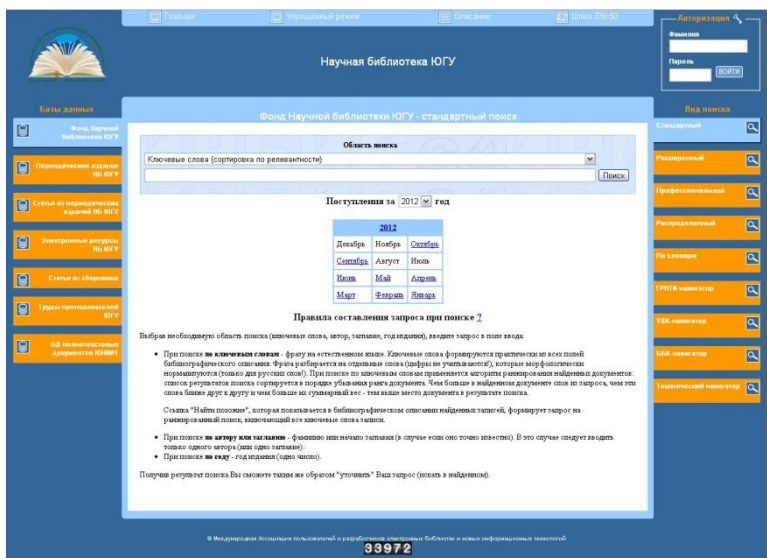 Главная
Упрощенный режим
Описание
Шлюз Z39.50
Авторизация
Фамилия
Научная библиотека ЮГУ
Пароль
ВОЙТИ
Базы данных
Фонд Научной
библиотеки ЮГУ
Периодические издания
НБ ЮГУ
Статьи из периодических
изданий НБ ЮГУ
Электронные ресурсы
НБ ЮГУ
Статьи из сборников
Труды преподавателей
ЮГУ
БД полнотекстовых
документов ЮНИИТ
Фонд Научной библиотеки ЮГУ - стандартный поиск
Область поиска
Ключевые слова (сортировка по релевантности)
Поиск
Поступления за 2012 год
2012
Декабрь Ноябрь Октябрь
Сентябрь Август Июль
Июнь Май Апрель
Март Февраль Январь
Правила составления запроса при поиске ?
Выбрав необходимую область поиска (ключевые слова, автор, заглавие, год издания), введите запрос в поле ввода:
• При поиске по ключевым словам - фразу на естественном языке. Ключевые слова формируются практически из всех полей
библиографического описания. Фраза разбирается на отдельные слова (цифры не учитываются!), которые морфологически
нормализуются (только для русских слов!). При поиске по ключевым словам применяется алгоритм ранжирования найденных документов:
список результатов поиска сортируется в порядке убывания ранга документа. Чем больше в найденном документе слов из запроса, чем эти
слова ближе друг к другу и чем больше их суммарный вес - тем выше место документа в результате поиска.
Ссылка "Найти похожие", которая показывается в библиографическом описании найденных записей, формирует запрос на
ранжированный поиск, включающий все ключевые слова записи.
• При поиске по автору или заглавию - фамилию или начало заглавия (в случае если оно точно известно). В это случае следует вводить
только одного автора (или одно заглавие).
• При поиске по году - год издания (одно число).
Получив результат поиска Вы сможете таким же образом "уточнить" Ваш запрос (искать в найденном).
Вид поиска
Стандартный
Расширенный
Профессиональный
Распределенный
По словарю
ГРНТИ-навигатор
УДК-навигатор
ББК-навигатор
Тематический навигатор
© Международная Ассоциация пользователей и разработчиков электронных библиотек и новых информационных технологий
33972